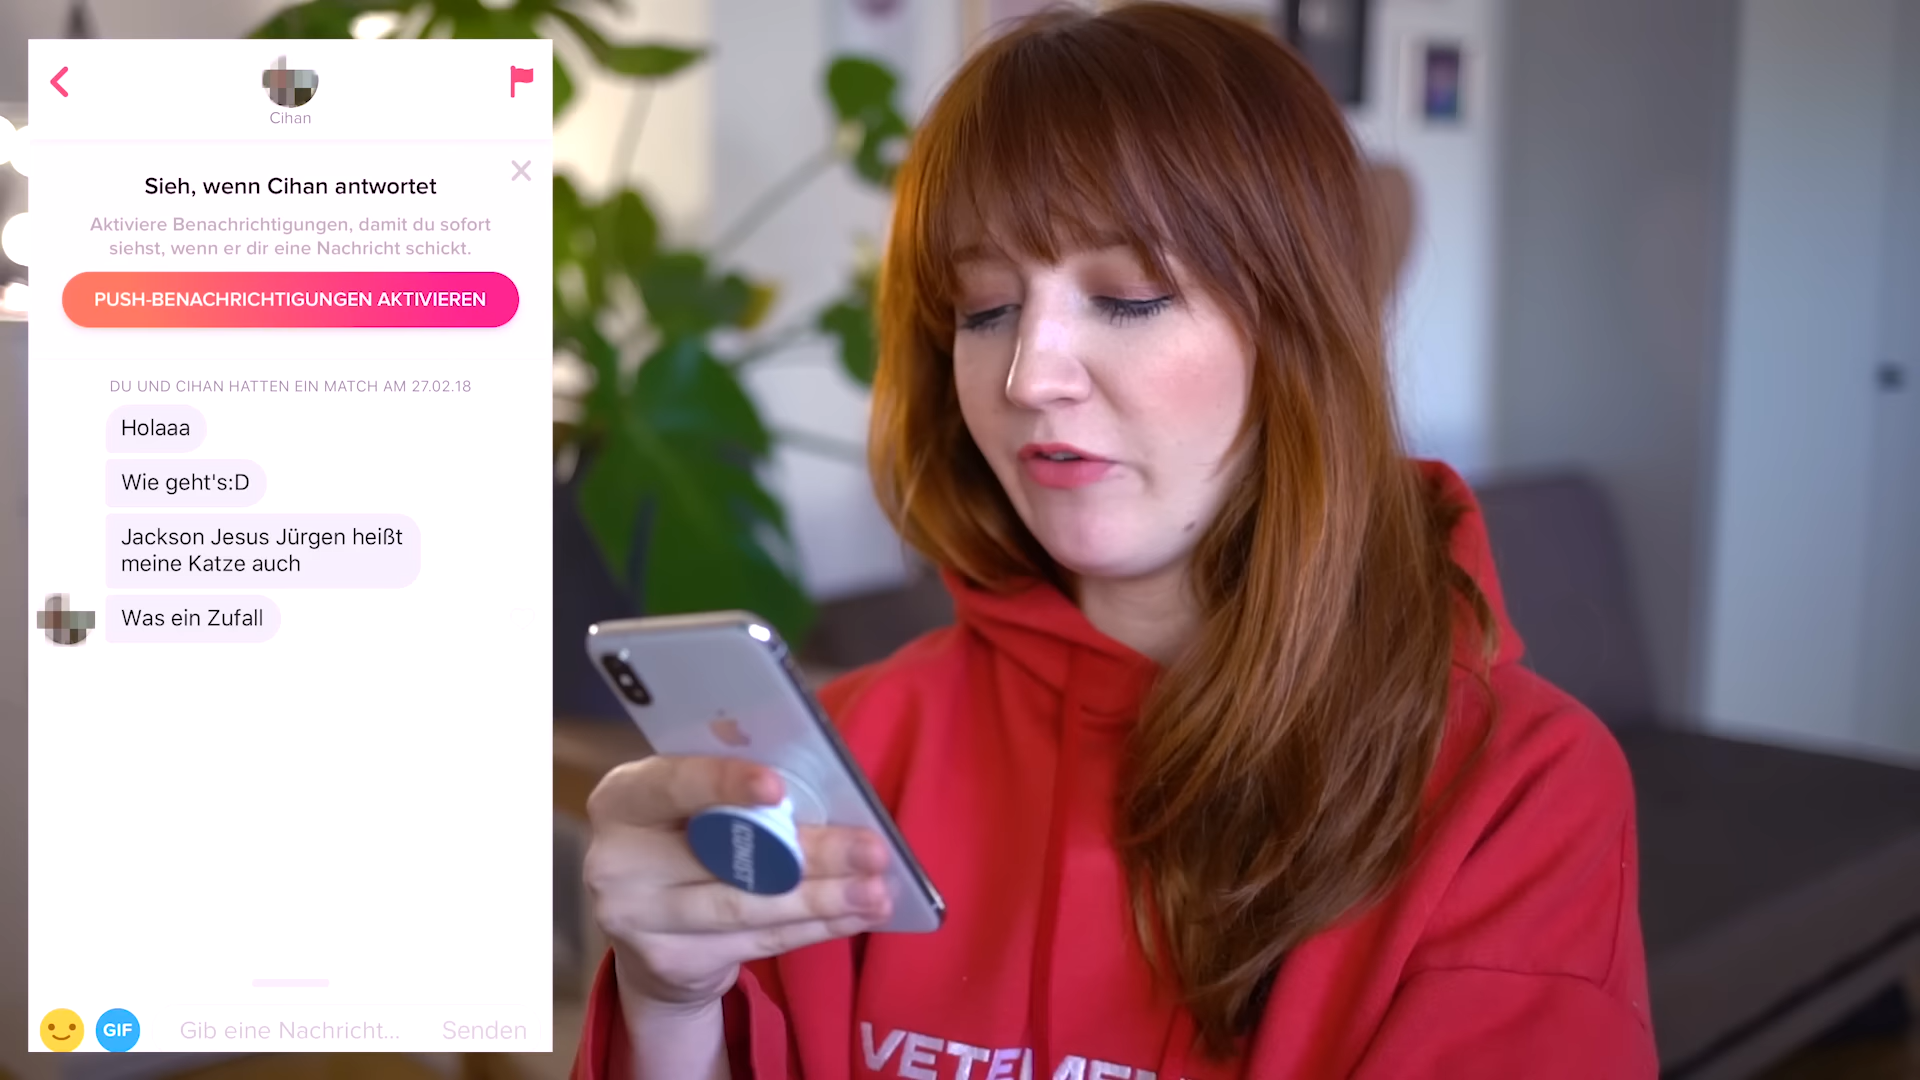 Cihan
Sieh, wenn Cihan antwortet
Aktiviere Benachrichtigungen, damit du sofort
siehst, wenn er dir eine Nachricht schickt.
PUSH-BENACHRICHTIGUNGEN AKTIVIEREN
DU UND CIHAN HATTEN EIN MATCH AM 27.02.18
Holaaa
Wie geht's:D
Jackson Jesus Jürgen heißt
meine Katze auch
Was ein Zufall
GIF
Gib eine Nachricht...
Senden